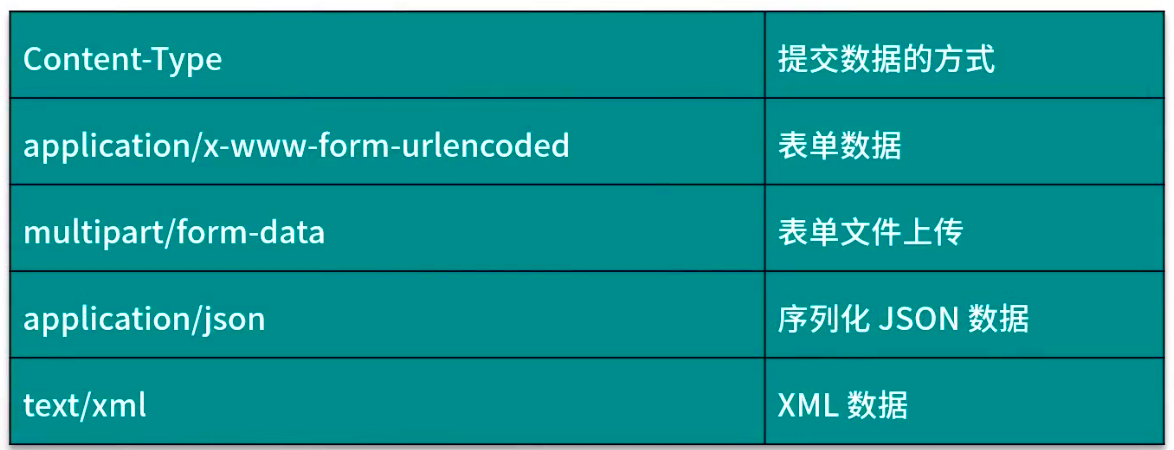 Content-Type 提交数据的方式
application/x-www-form-urlencoded 表单数据
multipart/form-data 表单文件上传
application/json 序列化 JSON 数据
text/xml XML 数据